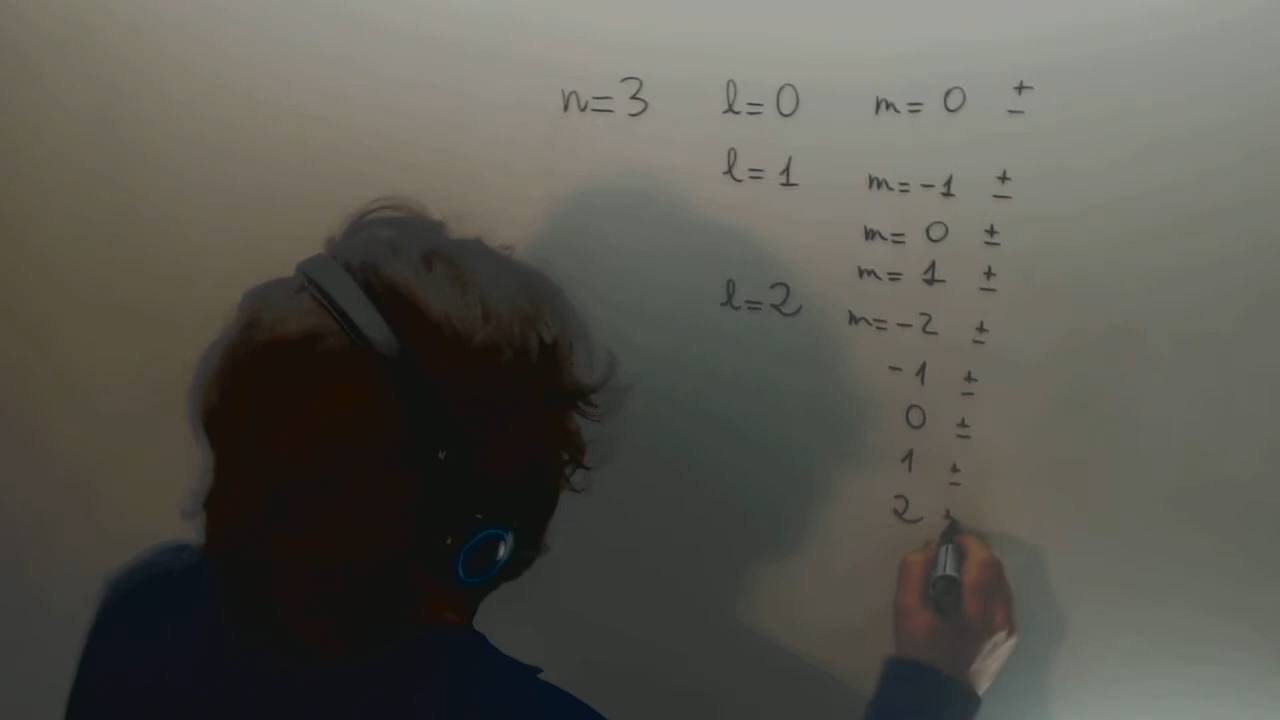 n=3 l=0 m=0 ±
l=1 m=-1 ±
m=0 ±
m=1 ±
l=2 m=-2 ±
-1 ±
0 ±
1 ±
2